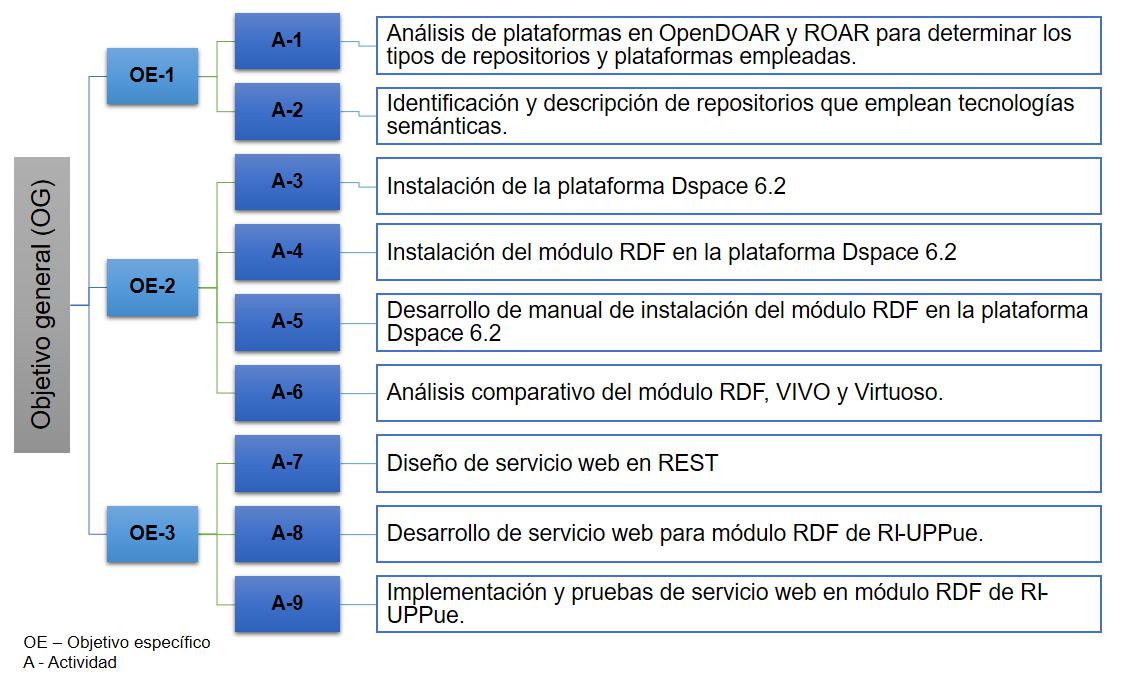 Objetivo general (OG)
OE-1
A-1
Análisis de plataformas en OpenDOAR y ROAR para determinar los
tipos de repositorios y plataformas empleadas.
A-2
Identificación y descripción de repositorios que emplean tecnologías
semánticas.
OE-2
A-3
Instalación de la plataforma Dspace 6.2
A-4
Instalación del módulo RDF en la plataforma Dspace 6.2
A-5
Desarrollo de manual de instalación del módulo RDF en la plataforma
Dspace 6.2
A-6
Análisis comparativo del módulo RDF, VIVO y Virtuoso.
OE-3
A-7
Diseño de servicio web en REST
A-8
Desarrollo de servicio web para módulo RDF de RI-UPPue.
A-9
Implementación y pruebas de servicio web en módulo RDF de RI-
UPPue.
OE – Objetivo específico
A - Actividad